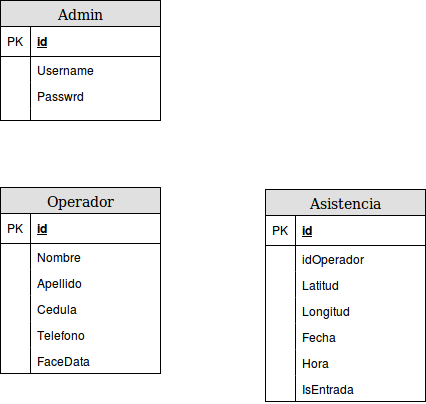 Admin
PK id
Username
Passwrd
Operador
PK id
Nombre
Apellido
Cedula
Telefono
FaceData
Asistencia
PK id
idOperador
Latitud
Longitud
Fecha
Hora
IsEntrada